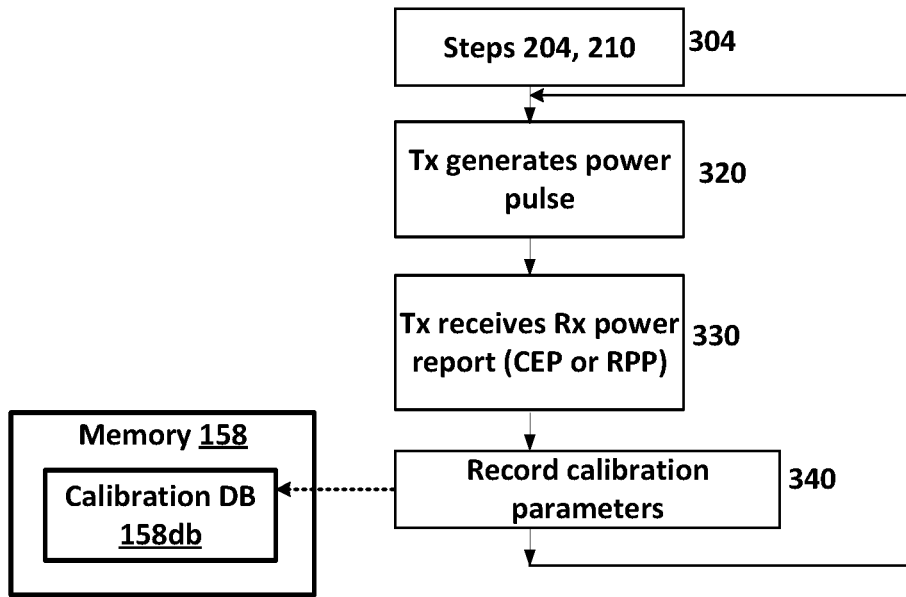 Steps 204, 210
304
Tx generates power
pulse
320
Tx receives Rx power
report (CEP or RPP)
330
Record calibration
parameters
340
Memory 158
Calibration DB
158db